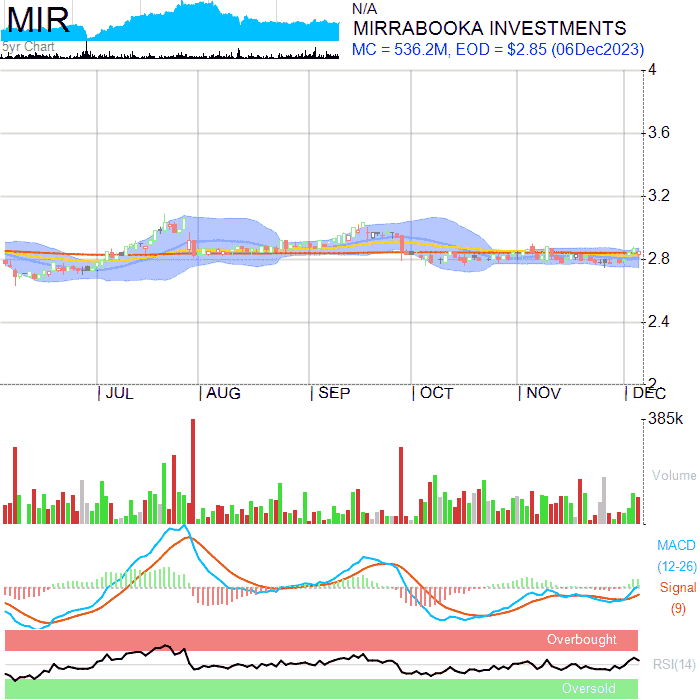 MIR
5yr Chart
N/A
MIRRABOOKA INVESTMENTS
MC = 536.2M, EOD = $2.85 (06Dec2023)
4
3.6
3.2
2.8
2.4
2
JUL AUG SEP OCT NOV DEC
385k
Volume
MACD
(12-26)
Signal
(9)
Overbought
RSI(14)
Oversold